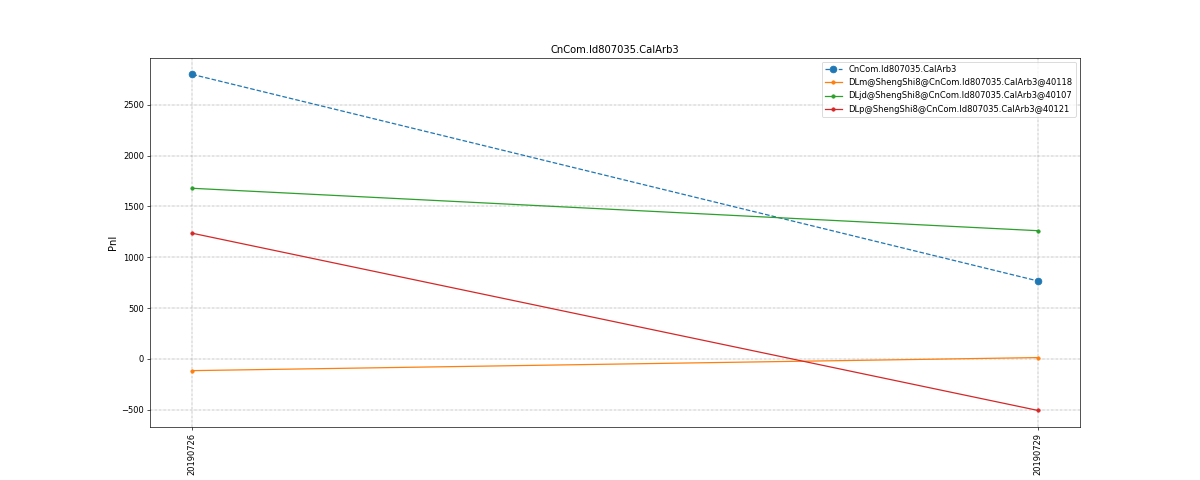 CnCom.Id807035.CalArb3
CnCom.Id807035.CalArb3
DLm@ShengShi8@CnCom.Id807035.CalArb3@40118
DLjd@ShengShi8@CnCom.Id807035.CalArb3@40107
DLp@ShengShi8@CnCom.Id807035.CalArb3@40121
2500
2000
1500
1000
500
0
−500
Pnl
20190726
20190729